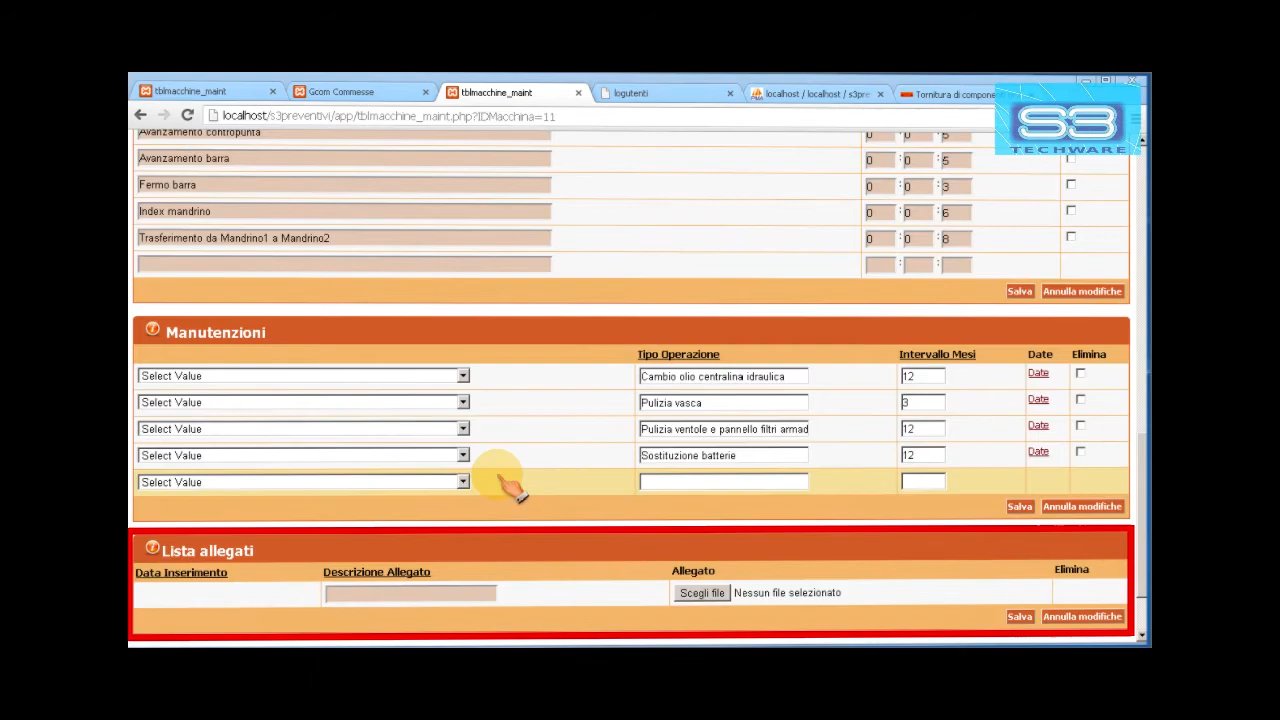 tblmacchine_maint
Gcom Commesse
tblmacchine_maint
logutenti
localhost / localhost / s3pre
Tornitura di compone
localhost/s3preventivi/app/tblmacchine_maint.php?IDMacchina=11
S3
TECHWARE
Avanzamento contropunta 0 : 0 : 5
Avanzamento barra 0 : 0 : 5
Fermo barra 0 : 0 : 3
Index mandrino 0 : 0 : 6
Trasferimento da Mandrino1 a Mandrino2 0 : 0 : 8
: :
Salva Annulla modifiche
Manutenzioni
Tipo Operazione Intervallo Mesi Date Elimina
Select Value Cambio olio centralina idraulica 12 Date
Select Value Pulizia vasca 3 Date
Select Value Pulizia ventole e pannello filtri armad 12 Date
Select Value Sostituzione batterie 12 Date
Select Value
Salva Annulla modifiche
Lista allegati
Data Inserimento Descrizione Allegato Allegato Elimina
Scegli file Nessun file selezionato
Salva Annulla modifiche